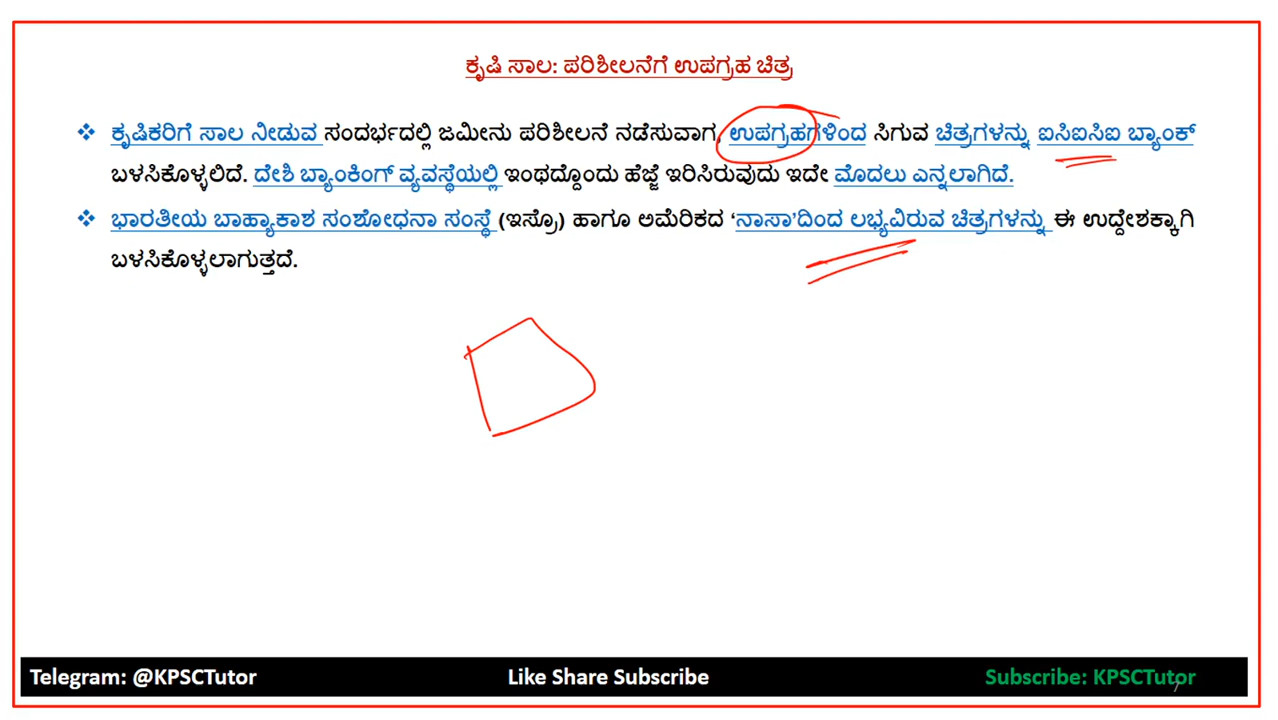 ಕೃಷಿ ಸಾಲ: ಪರಿಶೀಲನೆಗೆ ಉಪಗ್ರಹ ಚಿತ್ರ
❖ ಕೃಷಿಕರಿಗೆ ಸಾಲ ನೀಡುವ ಸಂದರ್ಭದಲ್ಲಿ ಜಮೀನು ಪರಿಶೀಲನೆ ನಡೆಸುವಾಗ, ಉಪಗ್ರಹಗಳಿಂದ ಸಿಗುವ ಚಿತ್ರಗಳನ್ನು ಐಸಿಐಸಿಐ ಬ್ಯಾಂಕ್
ಬಳಸಿಕೊಳ್ಳಲಿದೆ. ದೇಶಿ ಬ್ಯಾಂಕಿಂಗ್ ವ್ಯವಸ್ಥೆಯಲ್ಲಿ ಇಂಥದ್ದೊಂದು ಹೆಜ್ಜೆ ಇರಿಸಿರುವುದು ಇದೇ ಮೊದಲು ಎನ್ನಲಾಗಿದೆ.
❖ ಭಾರತೀಯ ಬಾಹ್ಯಾಕಾಶ ಸಂಶೋಧನಾ ಸಂಸ್ಥೆ (ಇಸ್ರೊ) ಹಾಗೂ ಅಮೆರಿಕದ ‘ನಾಸಾ’ದಿಂದ ಲಭ್ಯವಿರುವ ಚಿತ್ರಗಳನ್ನು ಈ ಉದ್ದೇಶಕ್ಕಾಗಿ
ಬಳಸಿಕೊಳ್ಳಲಾಗುತ್ತದೆ.
Telegram: @KPSCTutor Like Share Subscribe Subscribe: KPSCTutor